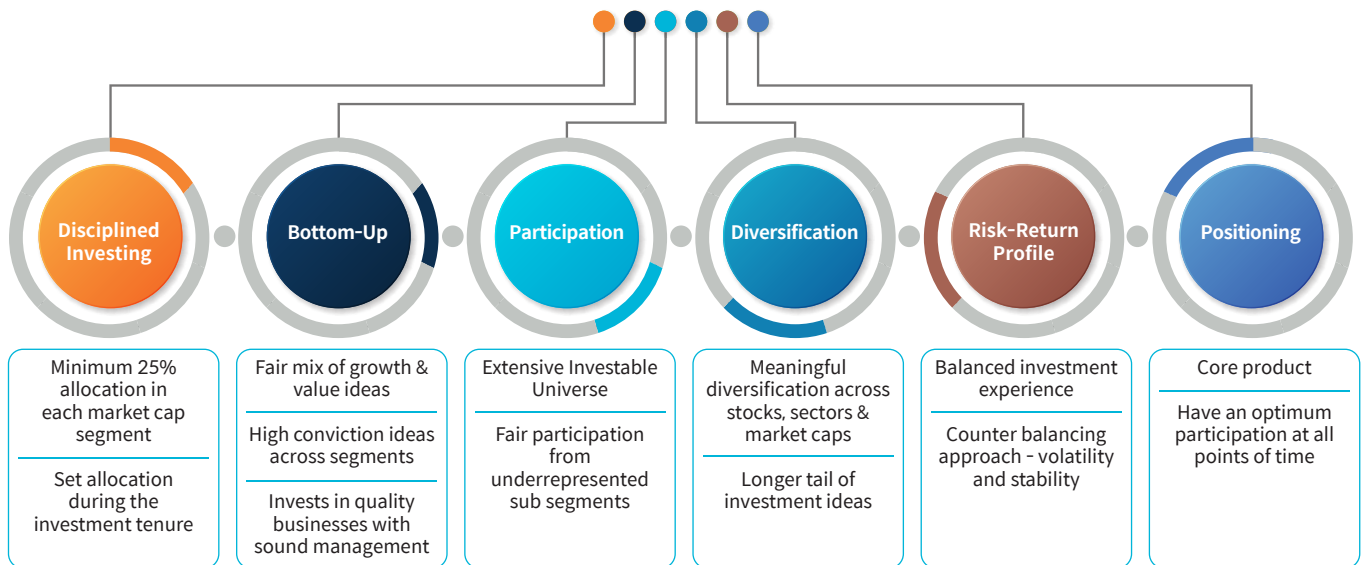 Disciplined
Investing
Bottom-Up
Participation
Diversification
Risk-Return
Profile
Positioning
Minimum 25%
allocation in
each market cap
segment
Set allocation
during the
investment tenure
Fair mix of growth &
value ideas
High conviction ideas
across segments
Invests in quality
businesses with
sound management
Extensive Investable
Universe
Fair participation
from
underrepresented
sub segments
Meaningful
diversification across
stocks, sectors &
market caps
Longer tail of
investment ideas
Balanced investment
experience
Counter balancing
approach - volatility
and stability
Core product
Have an optimum
participation at all
points of time